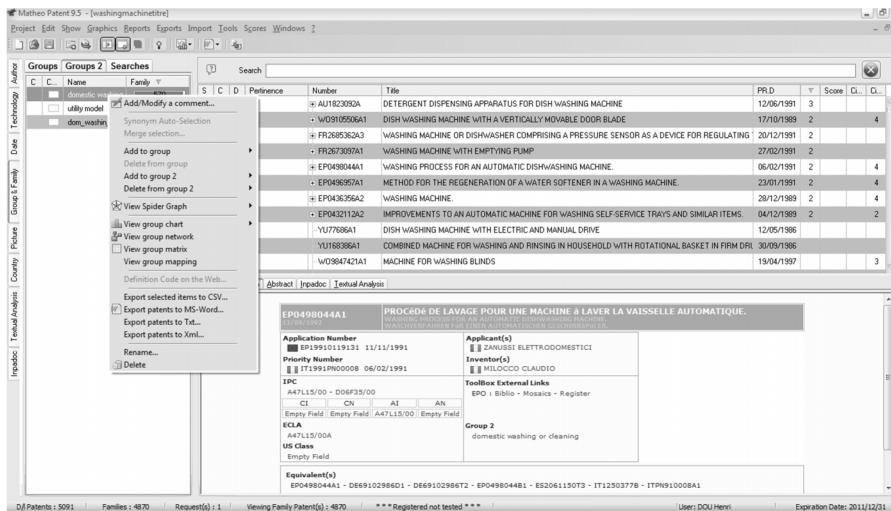 Matheo Patent 9.5 - [washingmachinetitre]
Project Edit Show Graphics Reports Exports Import Tools Scores Windows ?
Groups Groups 2 Searches
Search
C C... Name Family
S C D Pertinence Number Title PR.D Score Ci... Ci...
domestic washing 570
utility model
dom_washin
Add/Modify a comment...
Synonym Auto-Selection
Merge selection...
Add to group
Delete from group
Add to group 2
Delete from group 2
View Spider Graph
View group chart
View group network
View group matrix
View group mapping
Definition Code on the Web...
Export selected items to CSV...
Export patents to MS-Word...
Export patents to Txt...
Export patents to Xml...
Rename...
Delete
AU1823092A DETERGENT DISPENSING APPARATUS FOR DISH WASHING MACHINE 12/06/1991 3
WO9105506A1 DISH WASHING MACHINE WITH A VERTICALLY MOVABLE DOOR BLADE 17/10/1989 2 4
FR2685362A3 WASHING MACHINE OR DISHWASHER COMPRISING A PRESSURE SENSOR AS A DEVICE FOR REGULATING 20/12/1991 2
FR2673097A1 WASHING MACHINE WITH EMPTYING PUMP 27/02/1991 2
EP0498044A1 WASHING PROCESS FOR AN AUTOMATIC DISHWASHING MACHINE. 06/02/1991 2 4
EP0496957A1 METHOD FOR THE REGENERATION OF A WATER SOFTENER IN A WASHING MACHINE. 23/01/1991 2 4
EP0436356A2 WASHING MACHINE. 28/12/1989 2 4
EP0432112A2 IMPROVEMENTS TO AN AUTOMATIC MACHINE FOR WASHING SELF-SERVICE TRAYS AND SIMILAR ITEMS. 04/12/1989 2 2
YU77686A1 DISH WASHING MACHINE WITH ELECTRIC AND MANUAL DRIVE 12/05/1986
YU168386A1 COMBINED MACHINE FOR WASHING AND RINSING IN HOUSEHOLD WITH ROTATIONAL BASKET IN FIRM DRI, 30/09/1986
WO9847421A1 MACHINE FOR WASHING BLINDS 19/04/1997 3
Abstract Inpadoc Textual Analysis
EP0498044A1 PROCéDé DE LAVAGE POUR UNE MACHINE à LAVER LA VAISSELLE AUTOMATIQUE.
12/08/1992 WASHING PROCESS FOR AN AUTOMATIC DISHWASHING MACHINE.
WASCHVERFAHREN FüR EINEN AUTOMATISCHEN GESCHIRRSPüLER.
Application Number
EP19910119131 11/11/1991
Priority Number
IT1991PN00008 06/02/1991
Applicant(s)
ZANUSSI ELETTRODOMESTICI
Inventor(s)
MILOCCO CLAUDIO
IPC
A47L15/00 - D06F35/00
CI CN AI AN
Empty Field Empty Field A47L15/00 Empty Field
ECLA
A47L15/00A
US Class
Empty Field
ToolBox External Links
EPO : Biblio - Mosaics - Register
Group 2
domestic washing or cleaning
Equivalent(s)
EP0498044A1 - DE69102986D1 - DE69102986T2 - EP0498044B1 - ES2061150T3 - IT1250377B - ITPN910008A1
Author
Technology
Date
Group & Family
Picture
Country
Textual Analysis
Inpadoc
D/l Patents : 5091 Families : 4870 Request(s) : 1 Viewing Family Patent(s) : 4870 * * * Registered not tested * * * User: DOU Henri Expiration Date: 2011/12/31